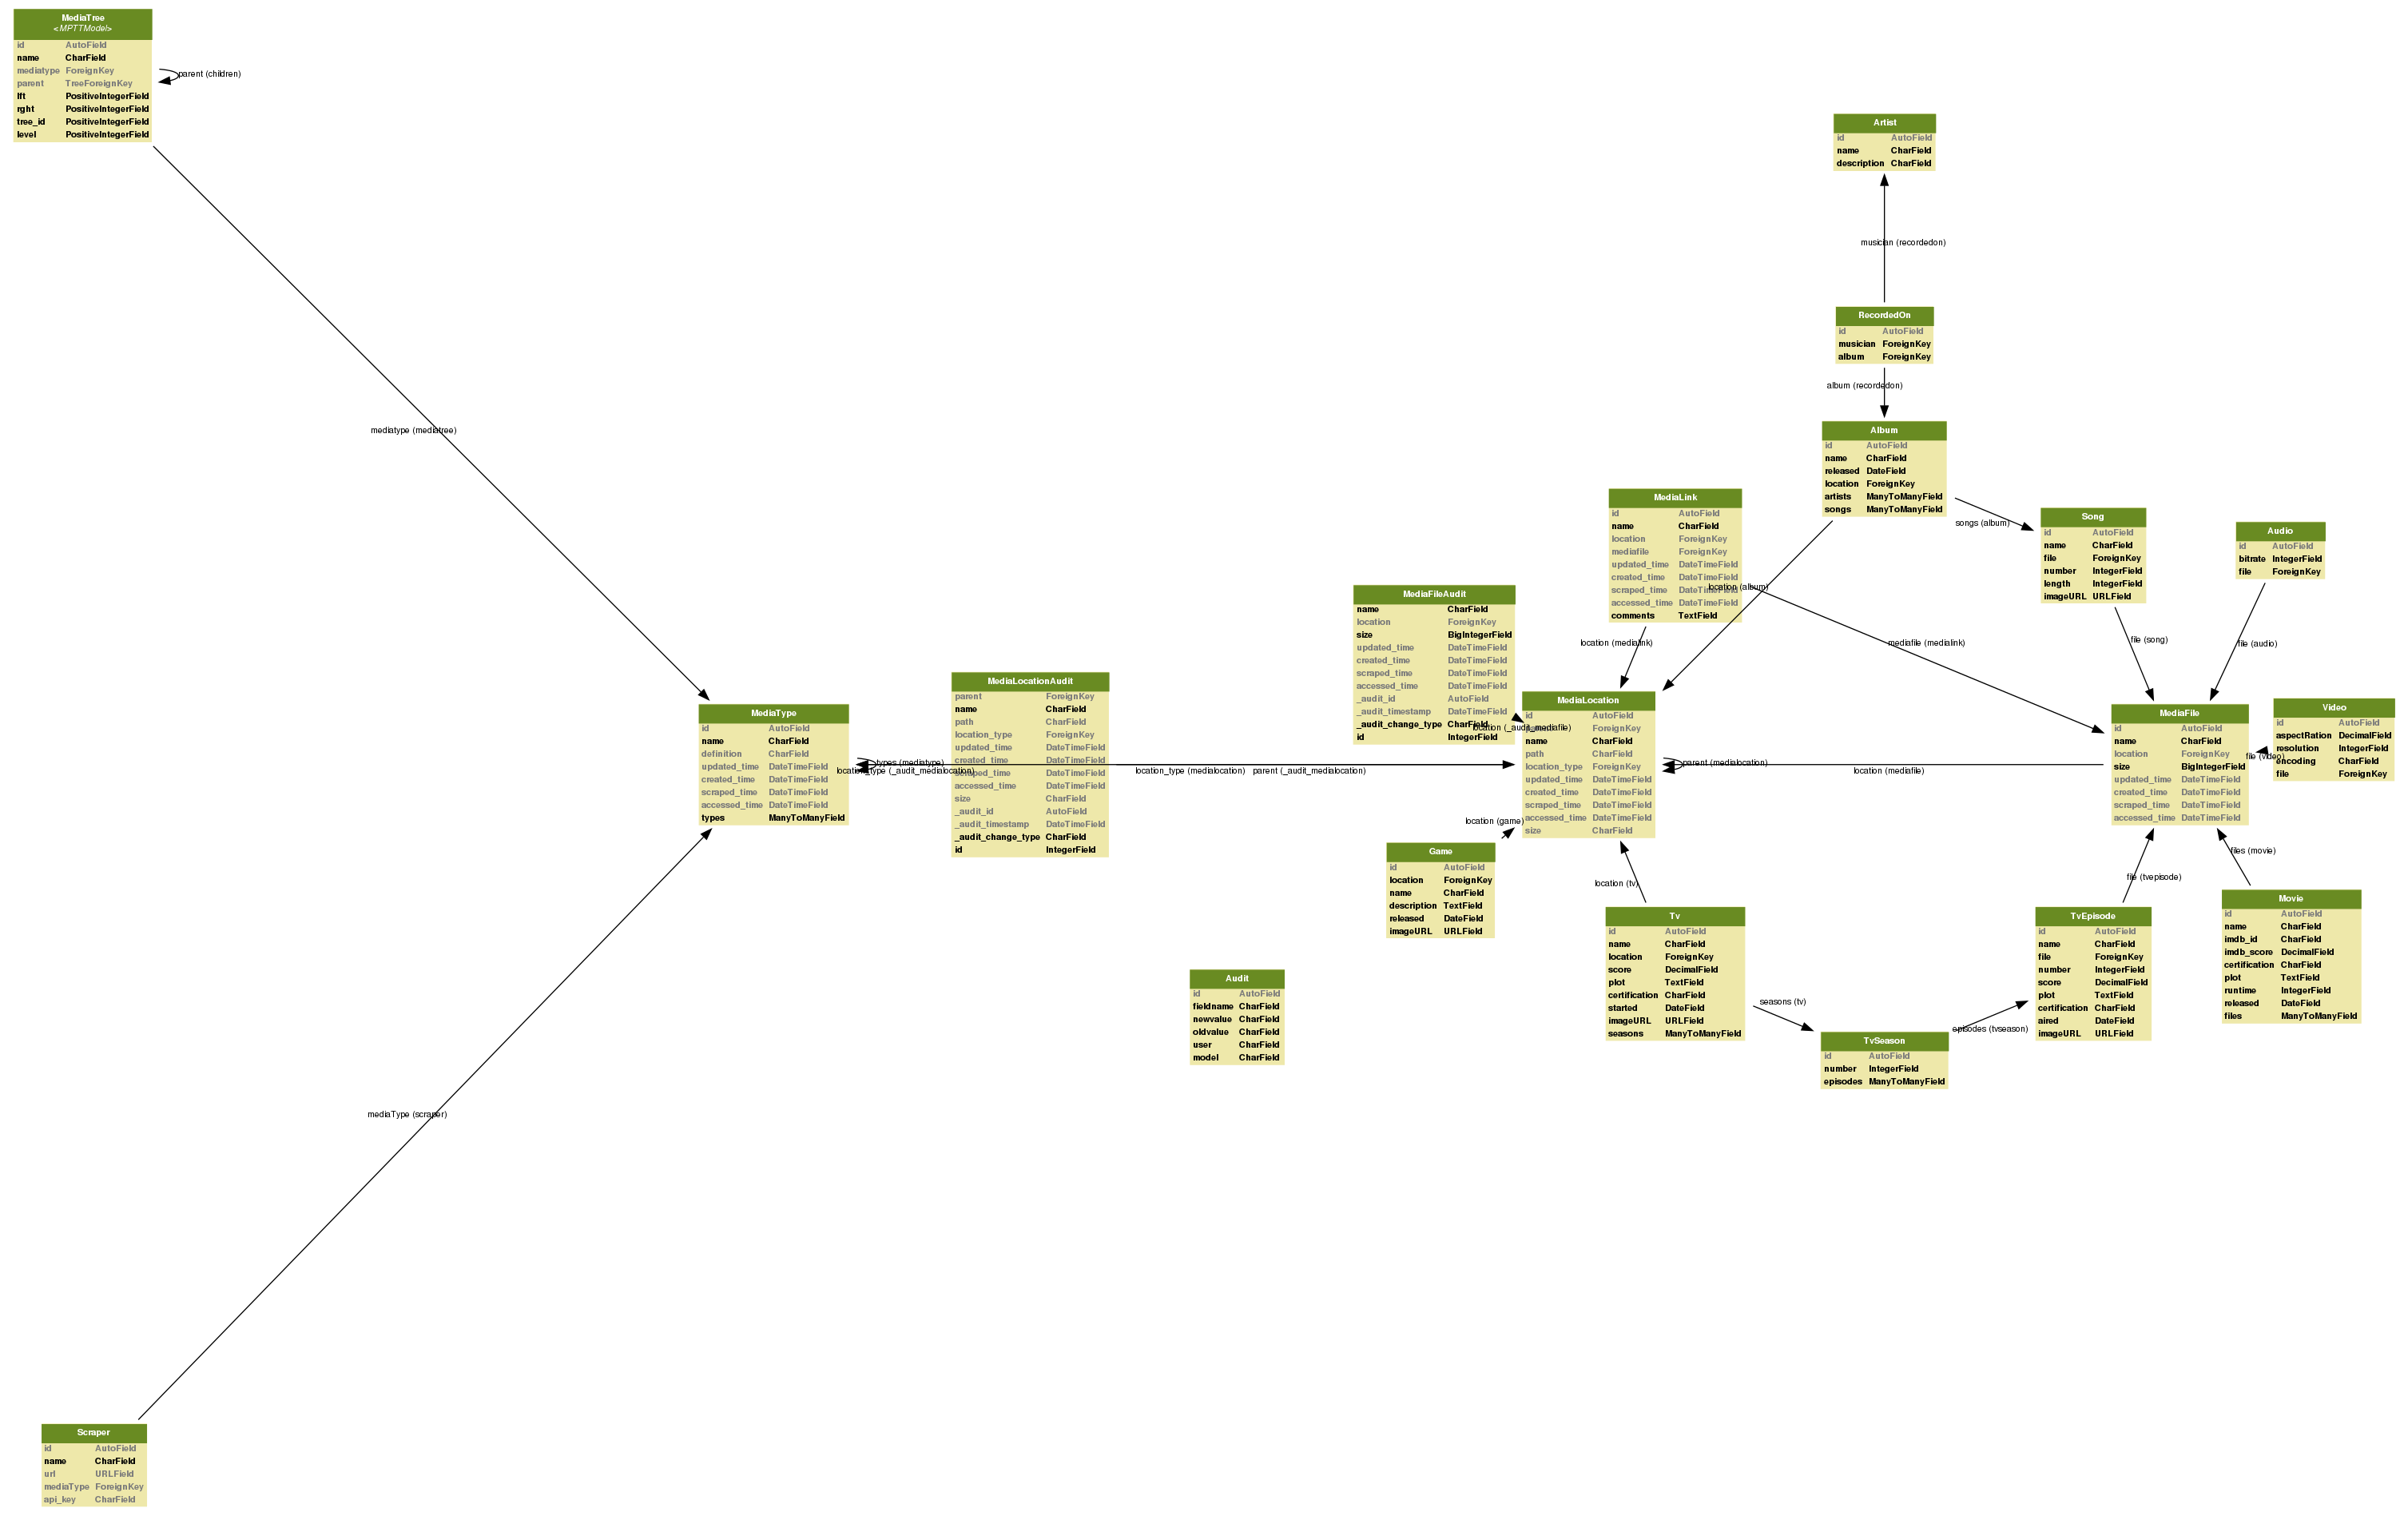 MediaTree
<MPTTModel>
id AutoField
name CharField
mediatype ForeignKey
parent TreeForeignKey
lft PositiveIntegerField
rght PositiveIntegerField
tree_id PositiveIntegerField
level PositiveIntegerField
parent (children)
Artist
id AutoField
name CharField
description CharField
musician (recordedon)
RecordedOn
id AutoField
musician ForeignKey
album ForeignKey
album (recordedon)
mediatype (mediatree)
Album
id AutoField
name CharField
released DateField
location ForeignKey
artists ManyToManyField
songs ManyToManyField
songs (album)
MediaLink
id AutoField
name CharField
location ForeignKey
mediafile ForeignKey
updated_time DateTimeField
created_time DateTimeField
scraped_time DateTimeField
accessed_time DateTimeField
comments TextField
location (album)
Song
id AutoField
name CharField
file ForeignKey
number IntegerField
length IntegerField
imageURL URLField
Audio
id AutoField
bitrate IntegerField
file ForeignKey
location (medialink)
mediafile (medialink)
file (song)
file (audio)
MediaFileAudit
name CharField
location ForeignKey
size BigIntegerField
updated_time DateTimeField
created_time DateTimeField
scraped_time DateTimeField
accessed_time DateTimeField
_audit_id AutoField
_audit_timestamp DateTimeField
_audit_change_type CharField
id IntegerField
location (_audit_mediafile)
MediaLocationAudit
parent ForeignKey
name CharField
path CharField
location_type ForeignKey
updated_time DateTimeField
created_time DateTimeField
scraped_time DateTimeField
accessed_time DateTimeField
size CharField
_audit_id AutoField
_audit_timestamp DateTimeField
_audit_change_type CharField
id IntegerField
MediaType
id AutoField
name CharField
definition CharField
updated_time DateTimeField
created_time DateTimeField
scraped_time DateTimeField
accessed_time DateTimeField
types ManyToManyField
types (mediatype)
location_type (_audit_medialocation)
location_type (medialocation)
parent (_audit_medialocation)
MediaLocation
id AutoField
ForeignKey
name CharField
path CharField
location_type ForeignKey
updated_time DateTimeField
created_time DateTimeField
scraped_time DateTimeField
accessed_time DateTimeField
size CharField
parent (medialocation)
location (mediafile)
MediaFile
id AutoField
name CharField
location ForeignKey
size BigIntegerField
updated_time DateTimeField
created_time DateTimeField
scraped_time DateTimeField
accessed_time DateTimeField
file (video)
Video
id AutoField
aspectRation DecimalField
resolution IntegerField
encoding CharField
file ForeignKey
location (game)
Game
id AutoField
location ForeignKey
name CharField
description TextField
released DateField
imageURL URLField
location (tv)
file (tvepisode)
files (movie)
Tv
id AutoField
name CharField
location ForeignKey
score DecimalField
plot TextField
certification CharField
started DateField
imageURL URLField
seasons ManyToManyField
seasons (tv)
TvEpisode
id AutoField
name CharField
file ForeignKey
number IntegerField
score DecimalField
plot TextField
certification CharField
aired DateField
imageURL URLField
Movie
id AutoField
name CharField
imdb_id CharField
imdb_score DecimalField
certification CharField
plot TextField
runtime IntegerField
released DateField
files ManyToManyField
Audit
id AutoField
fieldname CharField
newvalue CharField
oldvalue CharField
user CharField
model CharField
episodes (tvseason)
TvSeason
id AutoField
number IntegerField
episodes ManyToManyField
mediaType (scraper)
Scraper
id AutoField
name CharField
url URLField
mediaType ForeignKey
api_key CharField